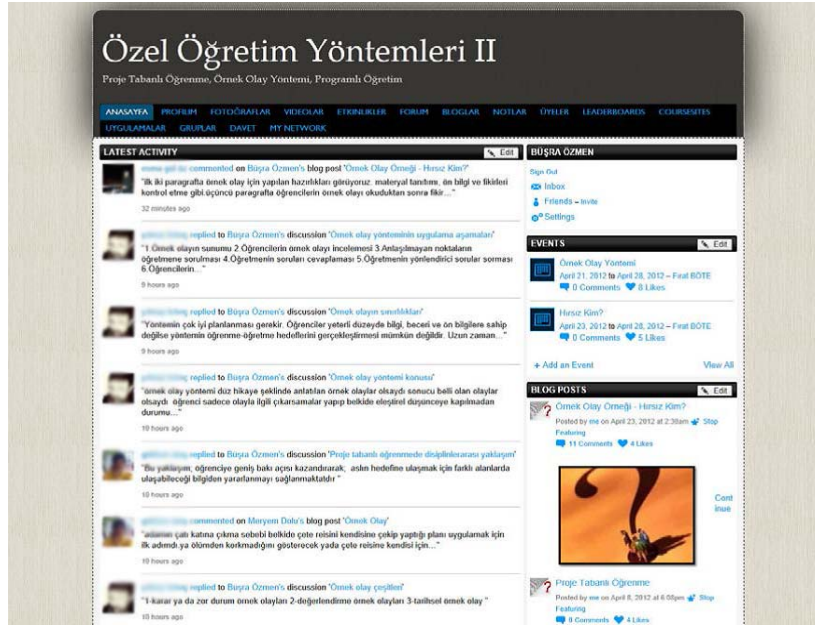 Özel Öğretim Yöntemleri II
Proje Tabanlı Öğrenme, Örnek Olay Yöntemi, Programlı Öğretim
ANASAYFA PROFILIM FOTOĞRAFLAR VIDEOLAR ETKINLIKLER FORUM BLOGLAR NOTLAR ÜYELER LEADERBOARDS COURSESITES
UYGULAMALAR GRUPLAR DAVET MY NETWORK
LATEST ACTIVITY Edit
commented on Büşra Özmen's blog post 'Örnek Olay Örneği - Hırsız Kim?'
"ilk iki paragrafta örnek olay için yapılan hazırlıkları görüyoruz. materyal tanıtımı, ön bilgi ve fikirleri
kontrol etme gibi.üçüncü paragrafta öğrencilerin örnek olayı okuduktan sonra fikir…"
32 minutes ago
replied to Büşra Özmen's discussion 'Örnek olay yönteminin uygulama aşamaları'
"1.Örnek olayın sunumu 2.Öğrencilerin örnek olayı incelemesi 3.Anlaşılmayan noktaların
öğretmene sorulması 4.Öğretmenin soruları cevaplaması 5.Öğretmenin yönlendirici sorular sorması
6.Öğrencilerin…"
9 hours ago
replied to Büşra Özmen's discussion 'Örnek olayın sınırlılıkları'
"Yöntemin çok iyi planlanması gerekir. Öğrenciler yeterli düzeyde bilgi, beceri ve ön bilgilere sahip
değilse yöntemin öğrenme-öğretme hedeflerini gerçekleştirmesi mümkün değildir. Uzun zaman…"
9 hours ago
replied to Büşra Özmen's discussion 'Örnek olay yöntemi konusu'
"örnek olay yöntemi düz hikaye şeklinde anlatılan örnek olaylar olsaydı sonucu belli olan olaylar
olsaydı öğrenci sadece olayla ilgili çıkarsamalar yapıp belkide eleştirel düşünceye kapılmadan
durumu…"
10 hours ago
replied to Büşra Özmen's discussion 'Proje tabanlı öğrenmede disiplinlerarası yaklaşım'
"Bu yaklaşım; öğrenciye geniş bakı açısı kazandırarak; aslın hedefine ulaşmak için farklı alanlarda
ulaşabileceği bilgiden yararlanmayı sağlanmaktatdır "
10 hours ago
commented on Meryem Dolu's blog post 'Örnek Olay'
"adamın çatı katına çıkma sebebi belkide çete reisini kendisine çekip yaptığı planı uygulamak için
ilk adımdı.ya ölümden korkmadığını gösterecek yada çete reisine kendisi için…"
10 hours ago
replied to Büşra Özmen's discussion 'Örnek olay çeşitleri'
"1-karar ya da zor durum örnek olayları 2-değerlendirme örnek olayları 3-tarihsel örnek olay "
10 hours ago
BÜŞRA ÖZMEN
Sign Out
Inbox
Friends – Invite
Settings
EVENTS Edit
Örnek Olay Yöntemi
April 21, 2012 to April 28, 2012 – Fırat BÖTE
0 Comments 8 Likes
Hırsız Kim?
April 23, 2012 to April 28, 2012 – Fırat BÖTE
0 Comments 5 Likes
+ Add an Event View All
BLOG POSTS Edit
Örnek Olay Örneği - Hırsız Kim?
Posted by me on April 23, 2012 at 2:30am Stop
Featuring
11 Comments 4 Likes
Cont
inue
Proje Tabanlı Öğrenme
Posted by me on April 8, 2012 at 6:00pm Stop
Featuring
0 Comments 4 Likes